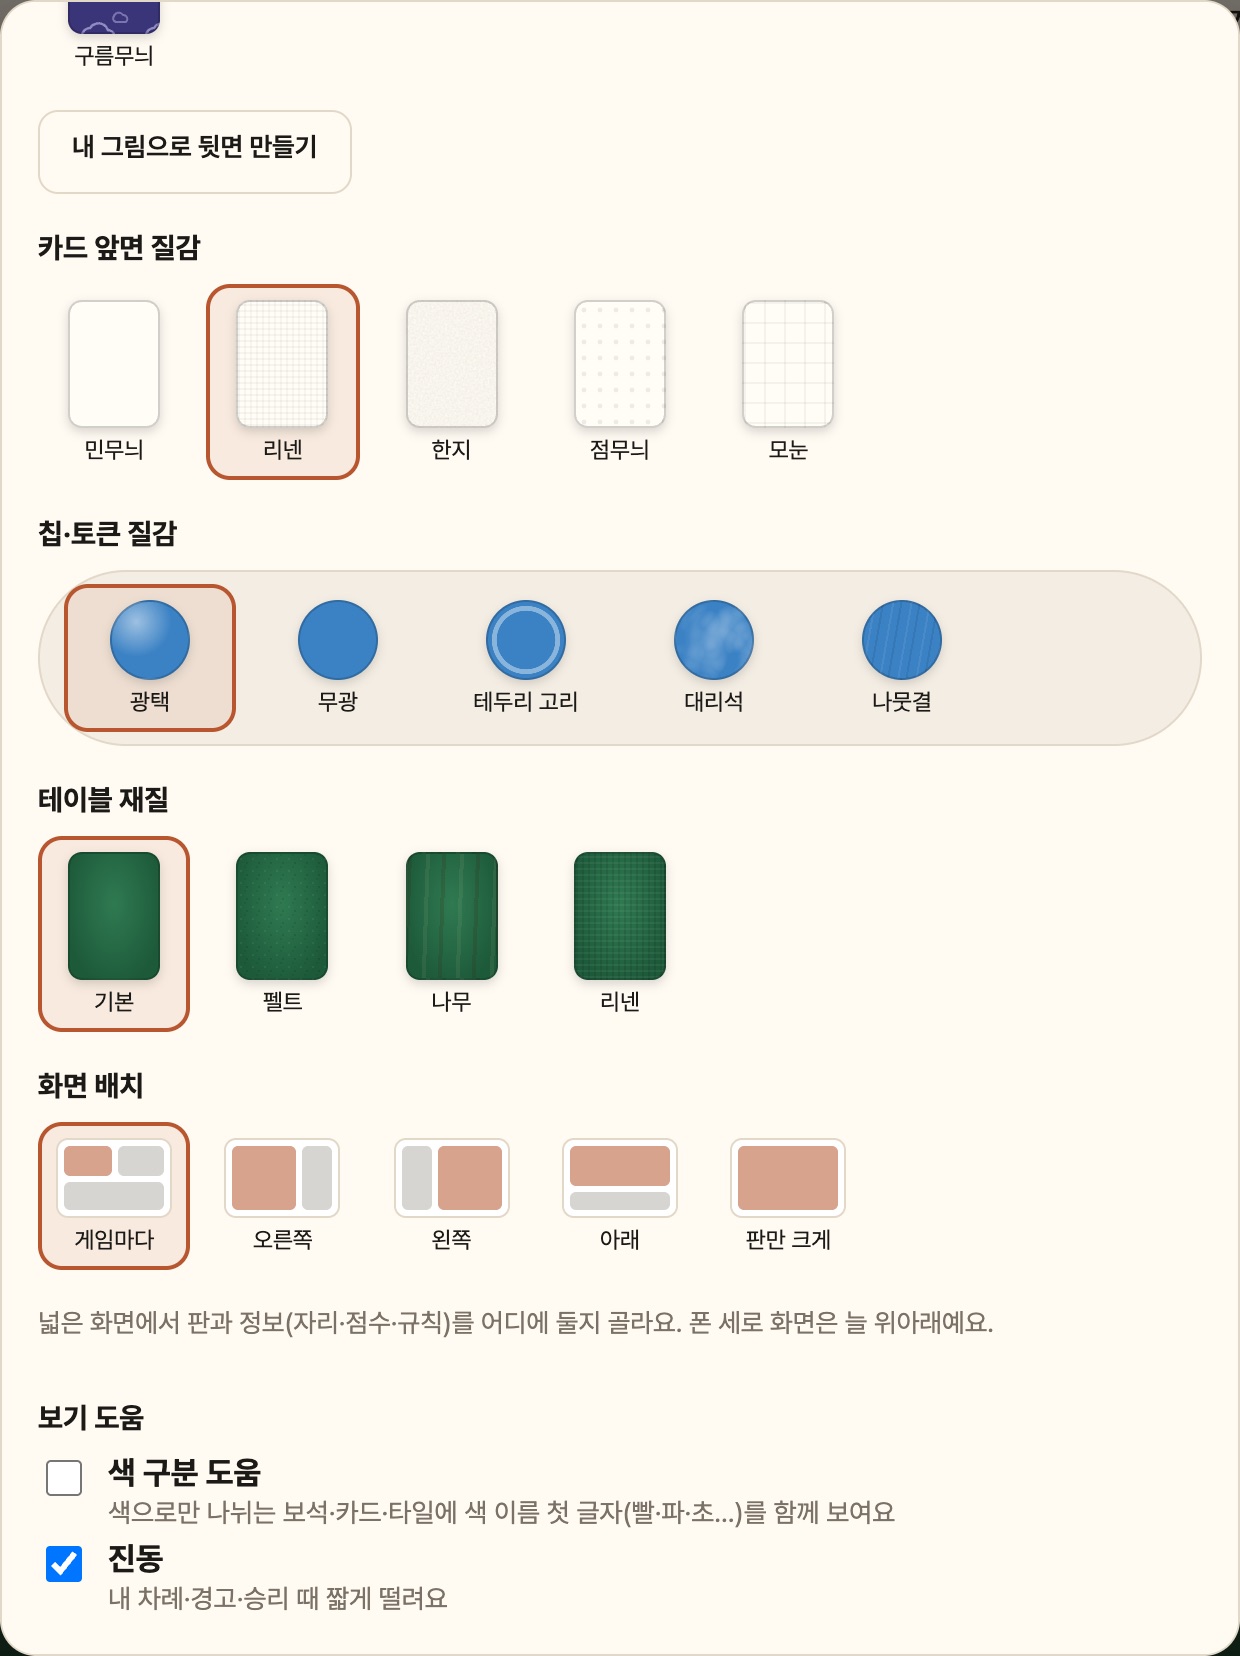 구름무늬
내 그림으로 뒷면 만들기
카드 앞면 질감
민무늬 리넨 한지 점무늬 모눈
칩·토큰 질감
광택 무광 테두리 고리 대리석 나뭇결
테이블 재질
기본 펠트 나무 리넨
화면 배치
게임마다 오른쪽 왼쪽 아래 판만 크게
넓은 화면에서 판과 정보(자리·점수·규칙)를 어디에 둘지 골라요. 폰 세로 화면은 늘 위아래예요.
보기 도움
색 구분 도움
색으로만 나뉘는 보석·카드·타일에 색 이름 첫 글자(빨·파·초...)를 함께 보여요
진동
내 차례·경고·승리 때 짧게 떨려요